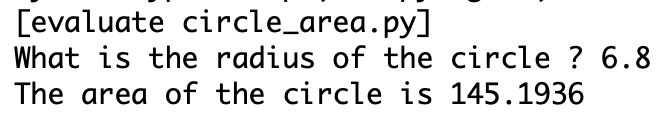 [evaluate circle_area.py]
What is the radius of the circle ? 6.8
The area of the circle is 145.1936